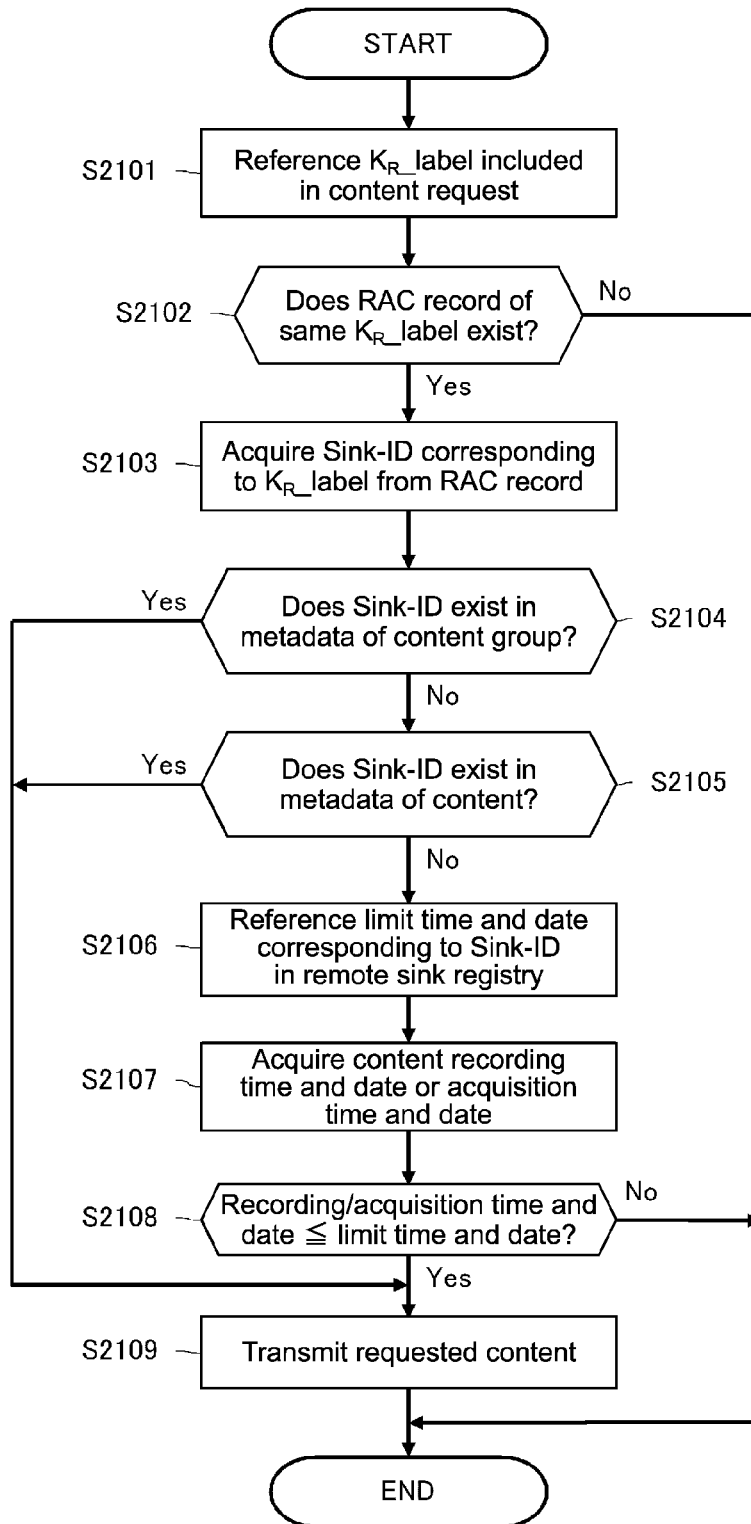 START
S2101
Reference K_R_label included
in content request
S2102
Does RAC record of
same K_R_label exist?
No
Yes
S2103
Acquire Sink-ID corresponding
to K_R_label from RAC record
Yes
Does Sink-ID exist in
metadata of content group?
S2104
No
Yes
Does Sink-ID exist in
metadata of content?
S2105
No
S2106
Reference limit time and date
corresponding to Sink-ID
in remote sink registry
S2107
Acquire content recording
time and date or acquisition
time and date
S2108
Recording/acquisition time and
date ≦ limit time and date?
No
Yes
S2109
Transmit requested content
END